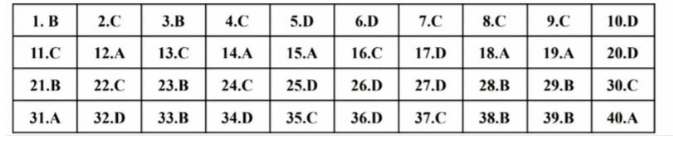 1. B 2.C 3.B 4.C 5.D 6.D 7.C 8.C 9.C 10.D
11.C 12.A 13.C 14.A 15.A 16.C 17.D 18.A 19.A 20.D
21.B 22.C 23.B 24.C 25.D 26.D 27.D 28.B 29.B 30.C
31.A 32.D 33.B 34.D 35.C 36.D 37.C 38.B 39.B 40.A